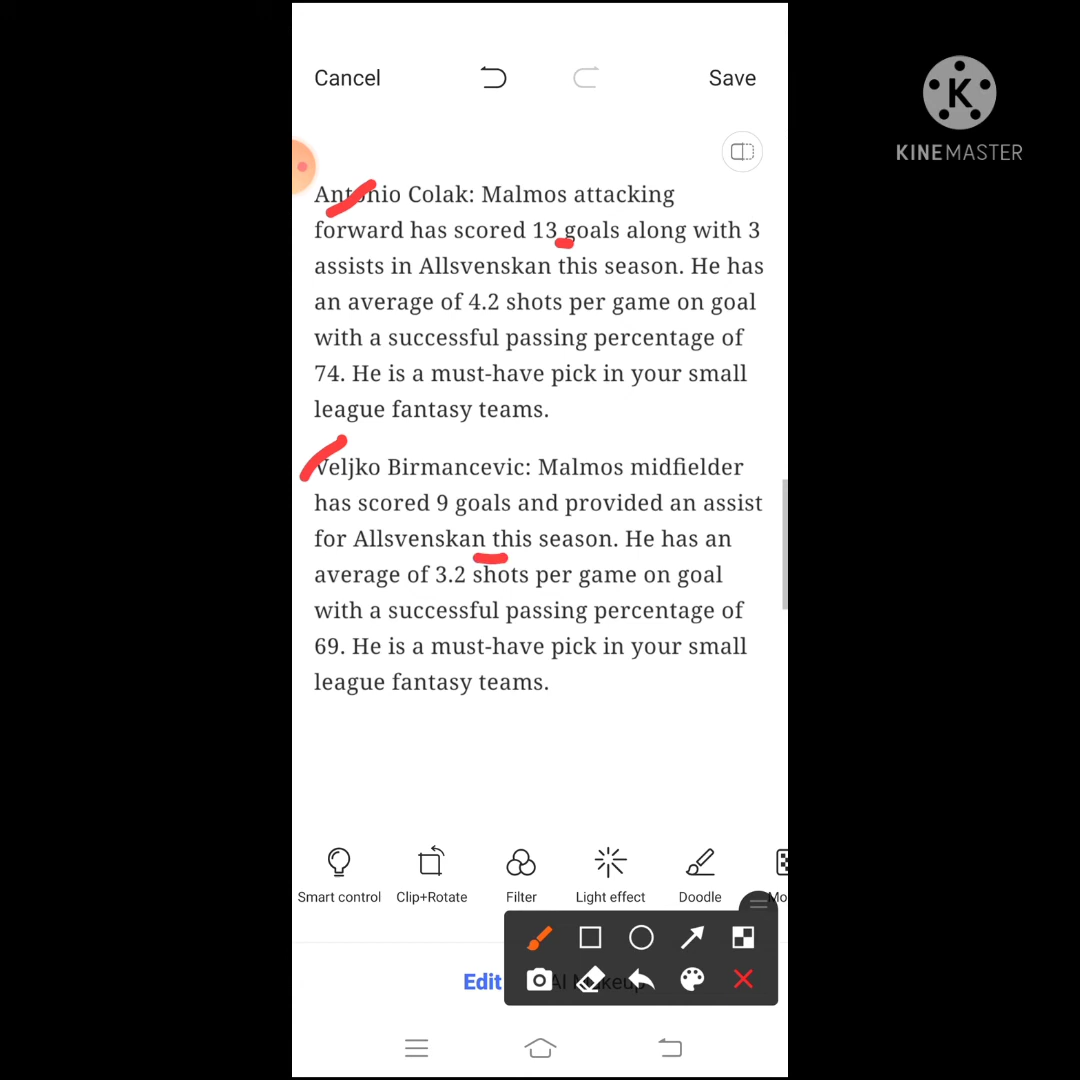 Cancel
Save
KINEMASTER
Antonio Colak: Malmos attacking
forward has scored 13 goals along with 3
assists in Allsvenskan this season. He has
an average of 4.2 shots per game on goal
with a successful passing percentage of
74. He is a must-have pick in your small
league fantasy teams.
Veljko Birmancevic: Malmos midfielder
has scored 9 goals and provided an assist
for Allsvenskan this season. He has an
average of 3.2 shots per game on goal
with a successful passing percentage of
69. He is a must-have pick in your small
league fantasy teams.
Smart control Clip+Rotate Filter Light effect Doodle
Edit AI Makeup